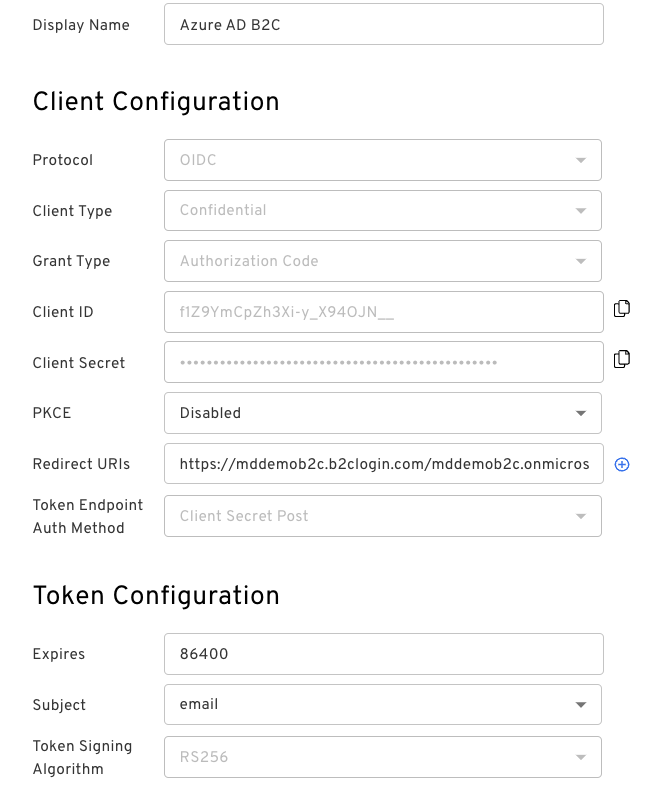 Display Name Azure AD B2C
Client Configuration
Protocol OIDC
Client Type Confidential
Grant Type Authorization Code
Client ID f1Z9YmCpZh3Xi-y_X94OJN__
Client Secret ••••••••••••••••••••••••••••••••••••••••••••••••
PKCE Disabled
Redirect URIs https://mddemob2c.b2clogin.com/mddemob2c.onmicros
Token Endpoint
Auth Method Client Secret Post
Token Configuration
Expires 86400
Subject email
Token Signing
Algorithm RS256